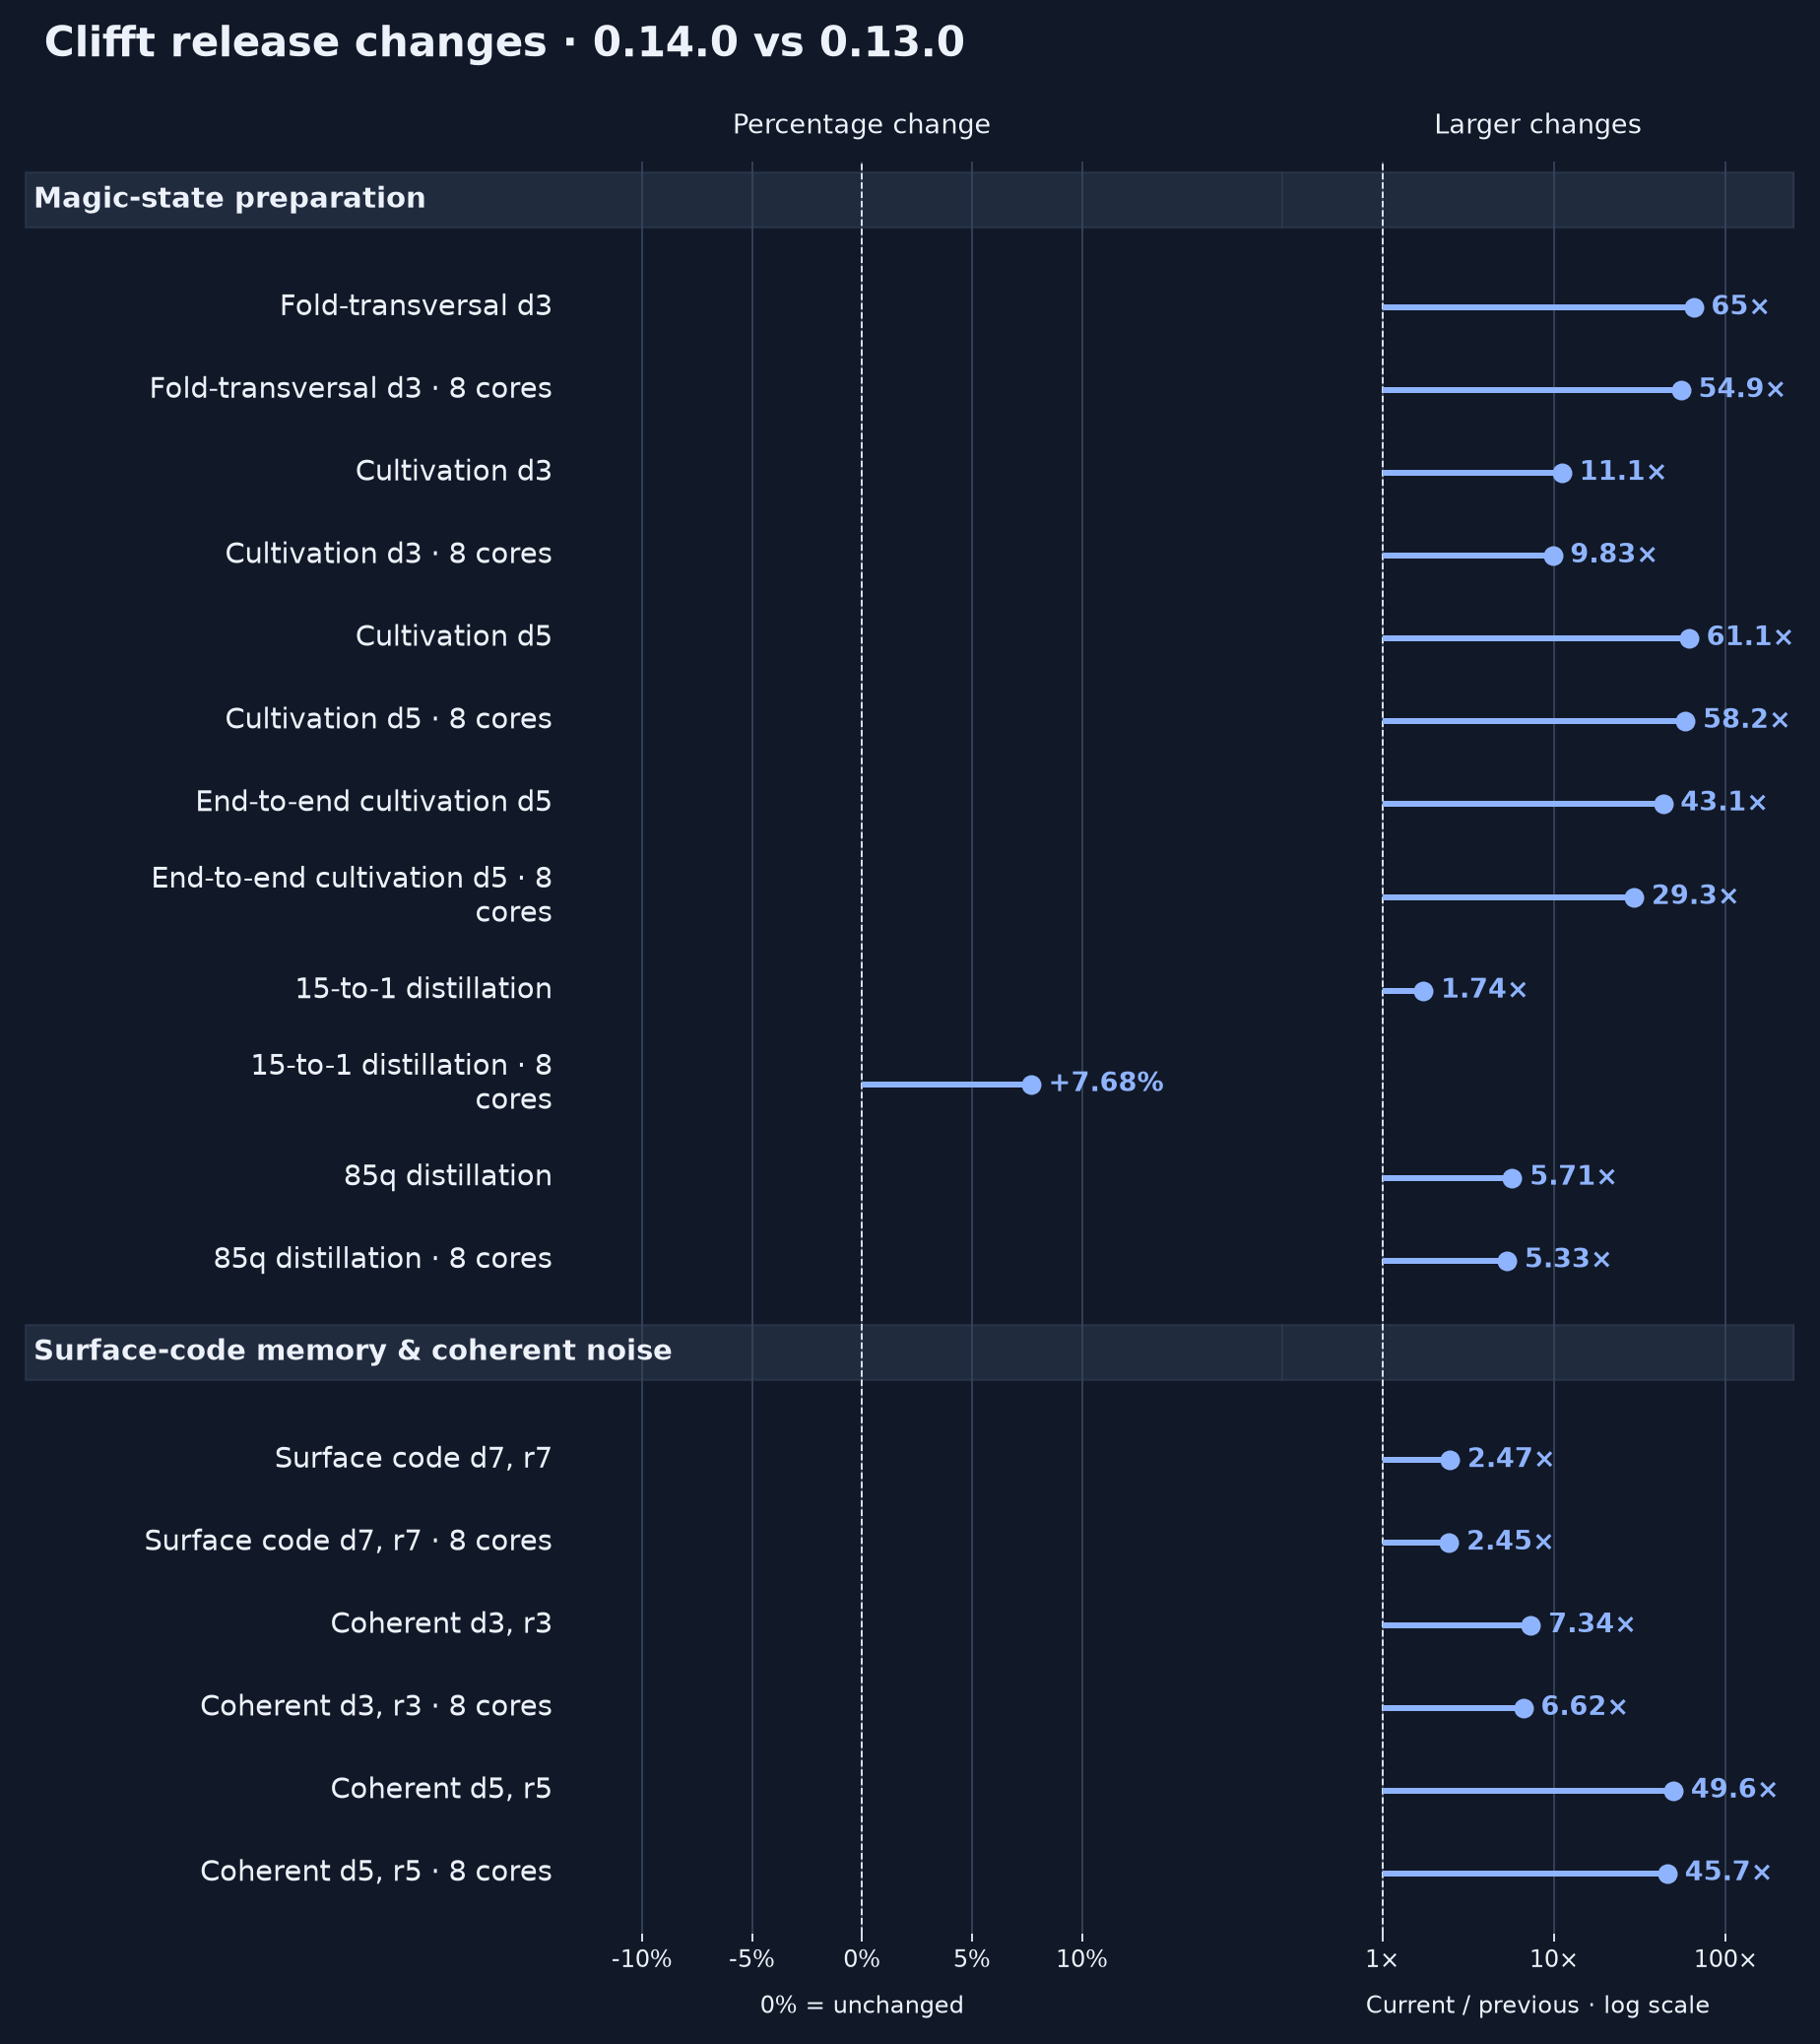 Clifft release changes · 0.14.0 vs 0.13.0
Percentage change
Larger changes
Magic-state preparation
Fold-transversal d3
65×
Fold-transversal d3 · 8 cores
54.9×
Cultivation d3
11.1×
Cultivation d3 · 8 cores
9.83×
Cultivation d5
61.1×
Cultivation d5 · 8 cores
58.2×
End-to-end cultivation d5
43.1×
End-to-end cultivation d5 · 8
cores
29.3×
15-to-1 distillation
1.74×
15-to-1 distillation · 8
cores
+7.68%
85q distillation
5.71×
85q distillation · 8 cores
5.33×
Surface-code memory & coherent noise
Surface code d7, r7
2.47×
Surface code d7, r7 · 8 cores
2.45×
Coherent d3, r3
7.34×
Coherent d3, r3 · 8 cores
6.62×
Coherent d5, r5
49.6×
Coherent d5, r5 · 8 cores
45.7×
-10%
-5%
0%
5%
10%
1×
10×
100×
0% = unchanged
Current / previous · log scale